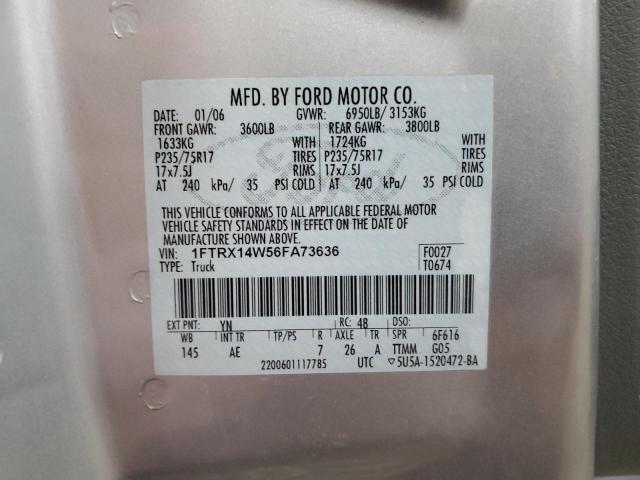 MFD. BY FORD MOTOR CO.
DATE: 01/06 GVWR: 6950LB/ 3153KG
FRONT GAWR: 3600LB REAR GAWR: 3800LB
1633KG WITH 1724KG WITH
P235/75R17 TIRES P235/75R17 TIRES
17x7.5J RIMS 17x7.5J RIMS
AT 240 kPa/ 35 PSI COLD AT 240 kPa/ 35 PSI COLD
Ford
THIS VEHICLE CONFORMS TO ALL APPLICABLE FEDERAL MOTOR
VEHICLE SAFETY STANDARDS IN EFFECT ON THE DATE OF
MANUFACTURE SHOWN ABOVE.
VIN: 1FTRX14W56FA73636 F0027
TYPE: Truck T0674
EXT PNT: YN RC: 48 DSO:
WB INT TR TP/PS R AXLE TR SPR 6F616
145 AE 7 26 A TTMM G05
2200601117785 UTC 5U5A-1520472-BA